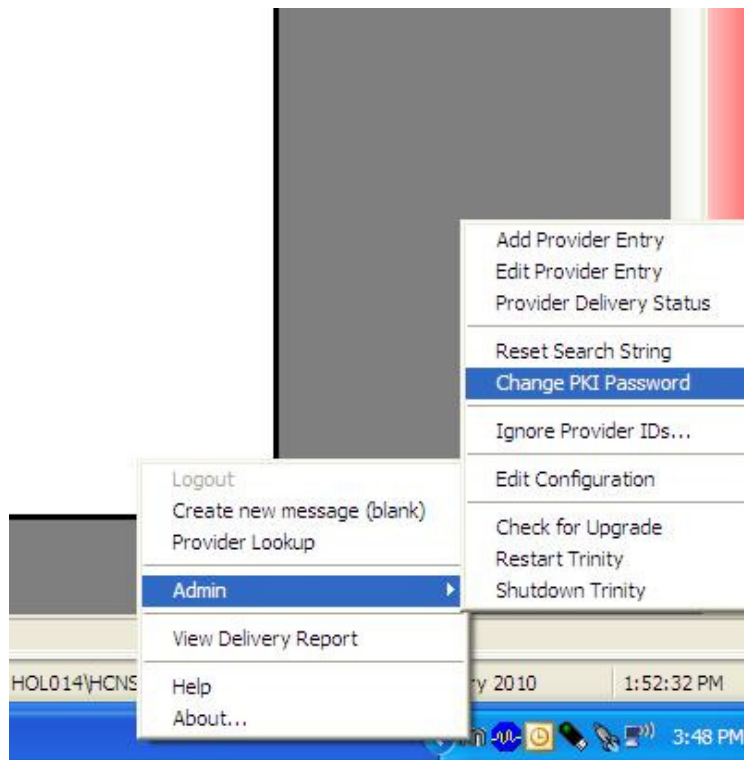 Add Provider Entry
Edit Provider Entry
Provider Delivery Status
Reset Search String
Change PKI Password
Ignore Provider IDs...
Edit Configuration
Check for Upgrade
Restart Trinity
Shutdown Trinity
Logout
Create new message (blank)
Provider Lookup
Admin
View Delivery Report
Help
About...
HOL014\HCNS
ry 2010
1:52:32 PM
3:48 PM